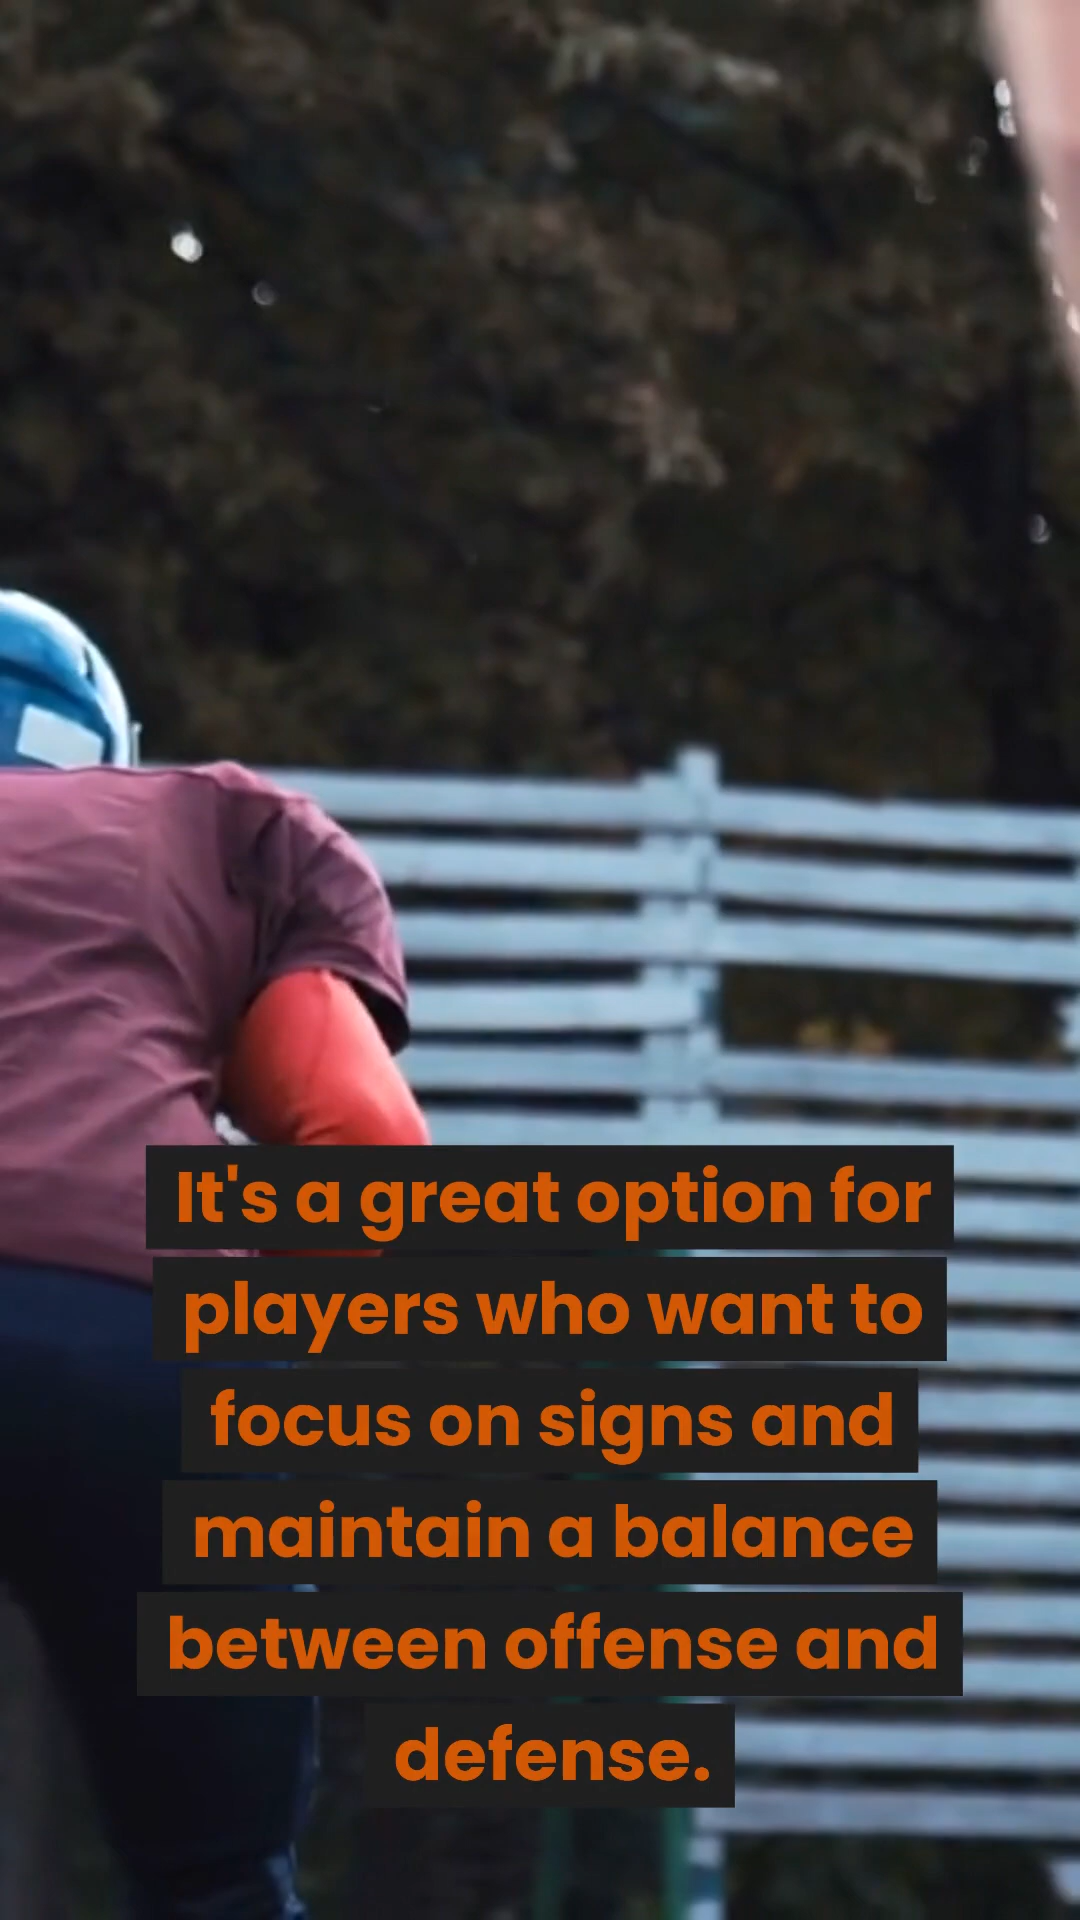 It's a great option for
players who want to
focus on signs and
maintain a balance
between offense and
defense.